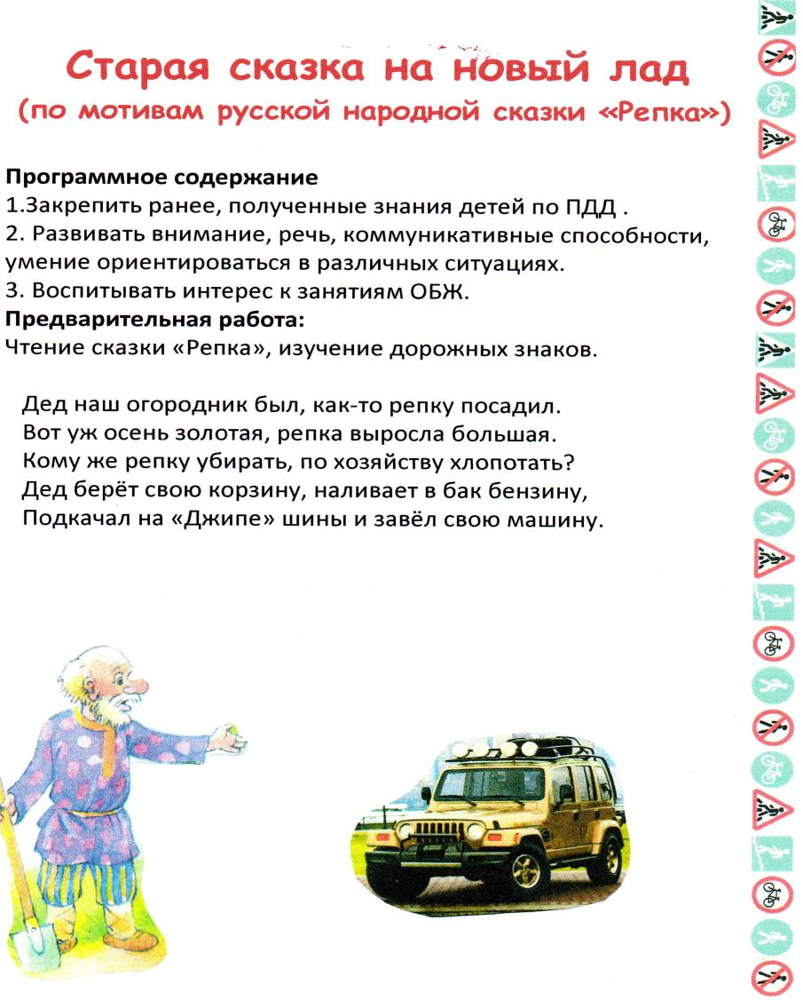 Старая сказка на новый лад
(по мотивам русской народной сказки «Репка»)
Программное содержание
1.Закрепить ранее, полученные знания детей по ПДД .
2. Развивать внимание, речь, коммуникативные способности,
умение ориентироваться в различных ситуациях.
3. Воспитывать интерес к занятиям ОБЖ.
Предварительная работа:
Чтение сказки «Репка», изучение дорожных знаков.
Дед наш огородник был, как-то репку посадил.
Вот уж осень золотая, репка выросла большая.
Кому же репку убирать, по хозяйству хлопотать?
Дед берёт свою корзину, наливает в бак бензину,
Подкачал на «Джипе» шины и завёл свою машину.